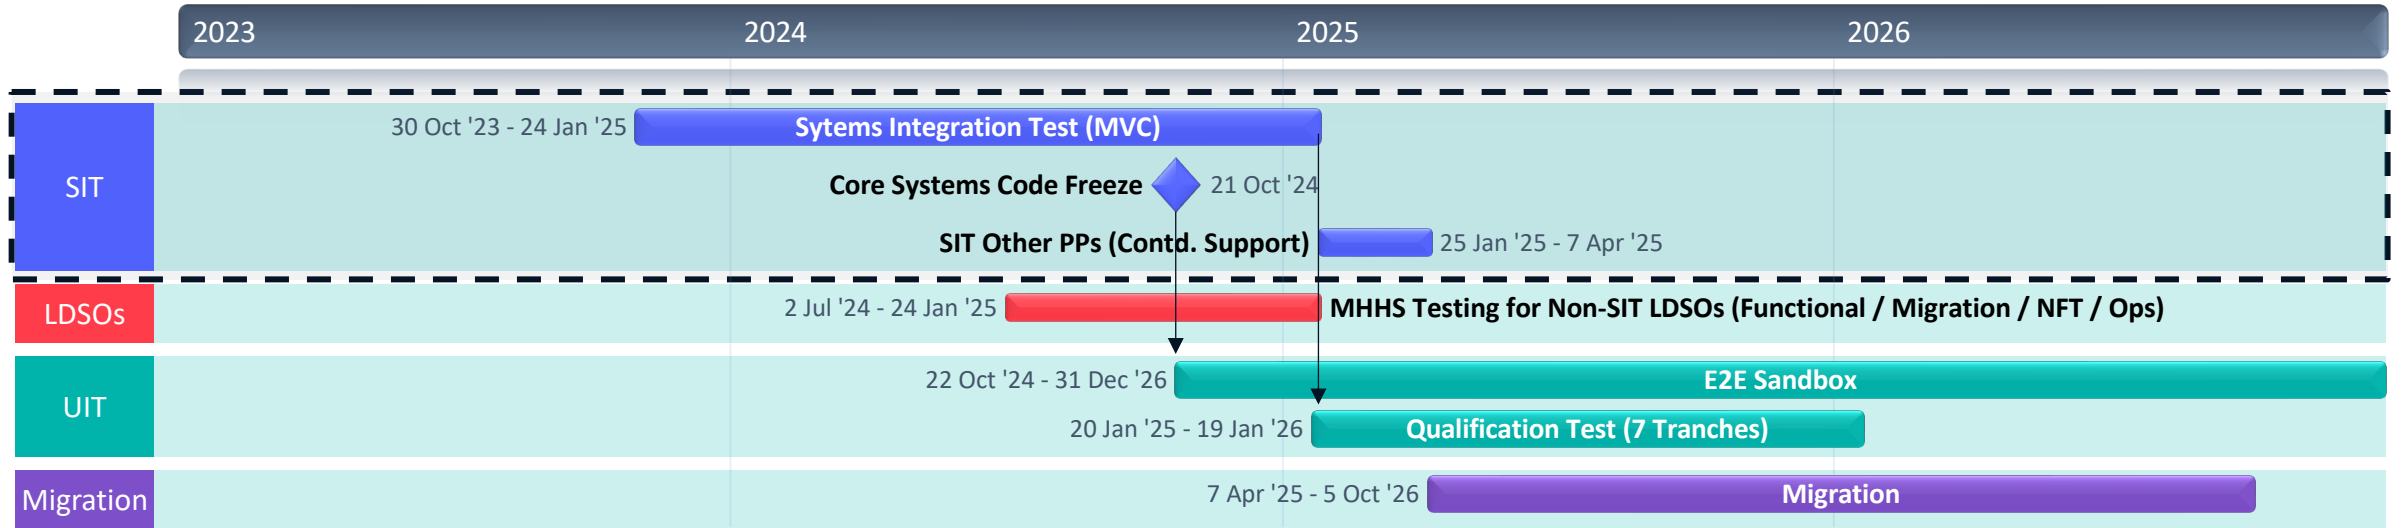 2023 2024 2025 2026
SIT
30 Oct '23 - 24 Jan '25 Sytems Integration Test (MVC)
Core Systems Code Freeze 21 Oct '24
SIT Other PPs (Contd. Support) 25 Jan '25 - 7 Apr '25
LDSOs
2 Jul '24 - 24 Jan '25 MHHS Testing for Non-SIT LDSOs (Functional / Migration / NFT / Ops)
UIT
22 Oct '24 - 31 Dec '26 E2E Sandbox
20 Jan '25 - 19 Jan '26 Qualification Test (7 Tranches)
Migration
7 Apr '25 - 5 Oct '26 Migration